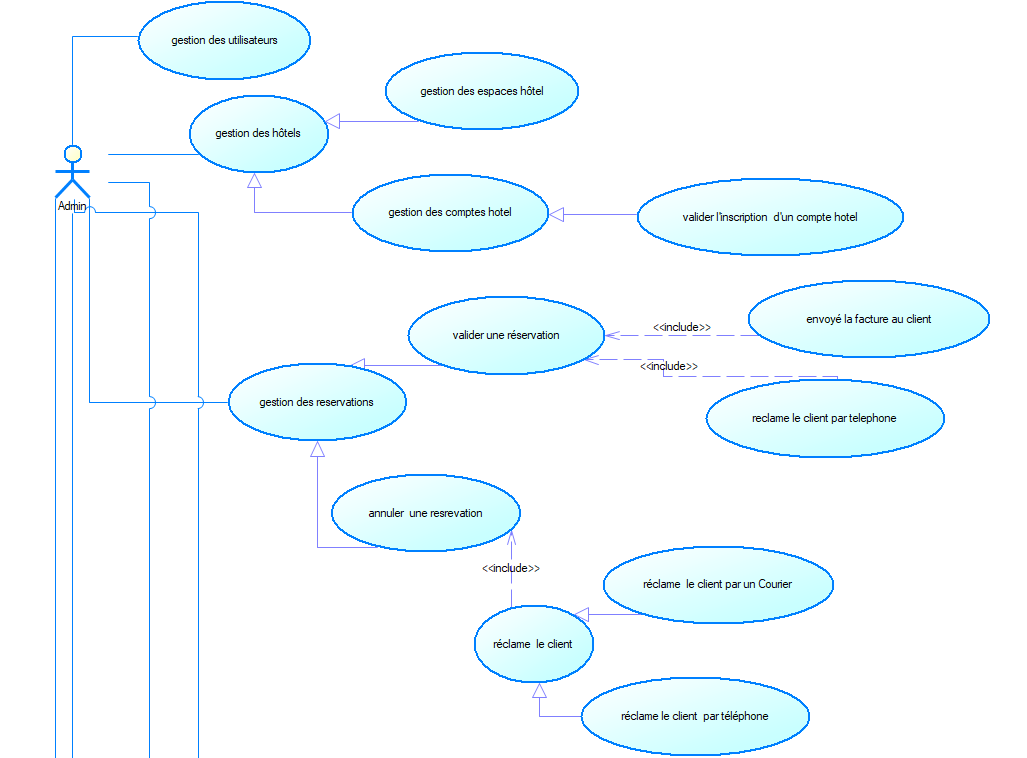 gestion des utilisateurs
gestion des espaces hôtel
gestion des hôtels
Admin
gestion des comptes hotel
valider l'inscription d'un compte hotel
envoyé la facture au client
<<include>>
valider une réservation
<<include>>
gestion des reservations
reclame le client par telephone
annuler une resrevation
<<include>>
réclame le client par un Courier
réclame le client
réclame le client par téléphone